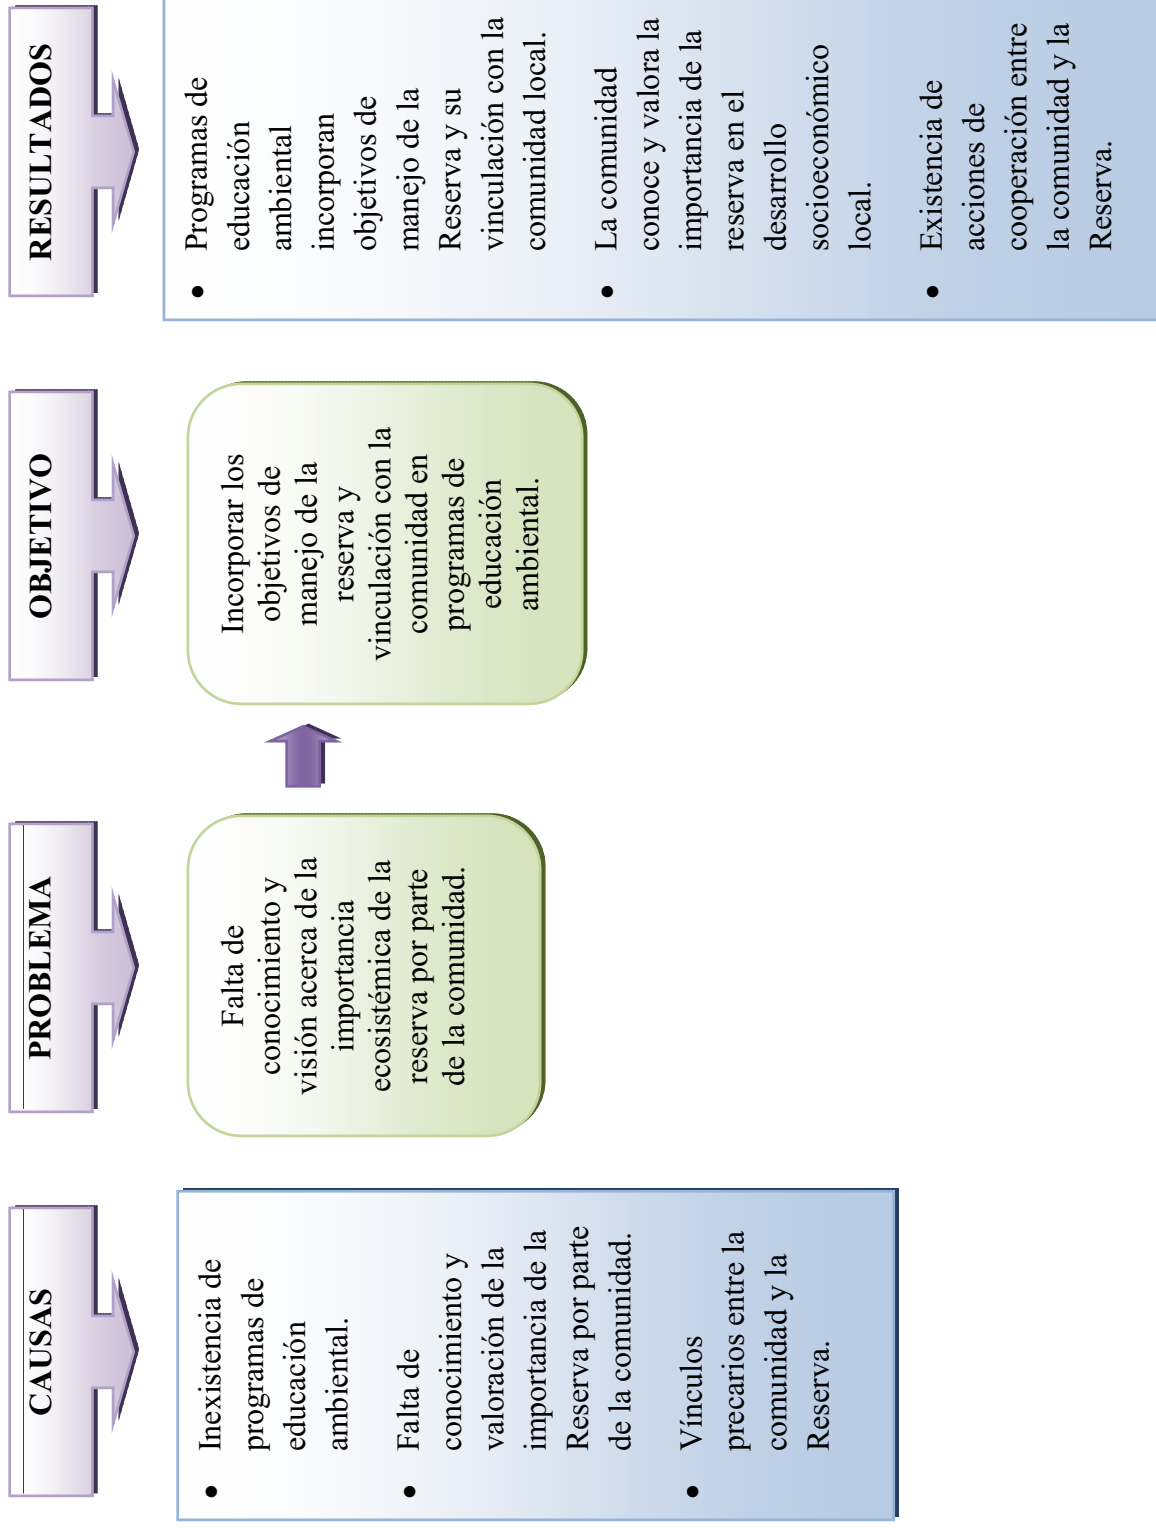 CAUSAS
• Inexistencia de
programas de
educación
ambiental.
• Falta de
conocimiento y
valoración de la
importancia de la
Reserva por parte
de la comunidad.
• Vínculos
precarios entre la
comunidad y la
Reserva.
PROBLEMA
Falta de
conocimiento y
visión acerca de la
importancia
ecosistémica de la
reserva por parte
de la comunidad.
OBJETIVO
Incorporar los
objetivos de
manejo de la
reserva y
vinculación con la
comunidad en
programas de
educación
ambiental.
RESULTADOS
• Programas de
educación
ambiental
incorporan
objetivos de
manejo de la
Reserva y su
vinculación con la
comunidad local.
• La comunidad
conoce y valora la
importancia de la
reserva en el
desarrollo
socioeconómico
local.
• Existencia de
acciones de
cooperación entre
la comunidad y la
Reserva.